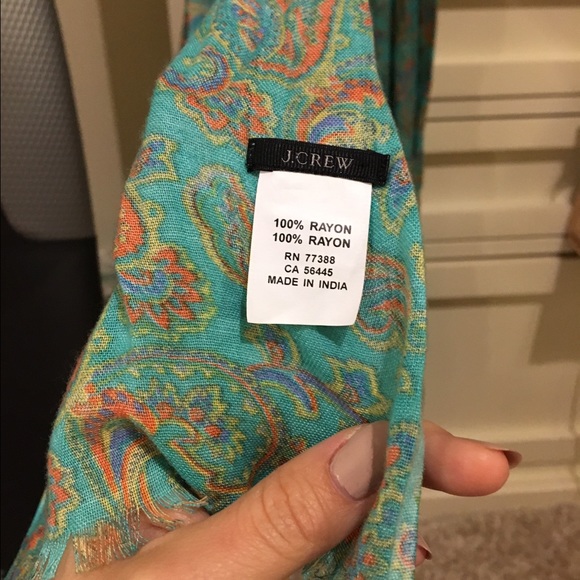 J.CREW
100% RAYON
100% RAYON
RN 77388
CA 56445
MADE IN INDIA